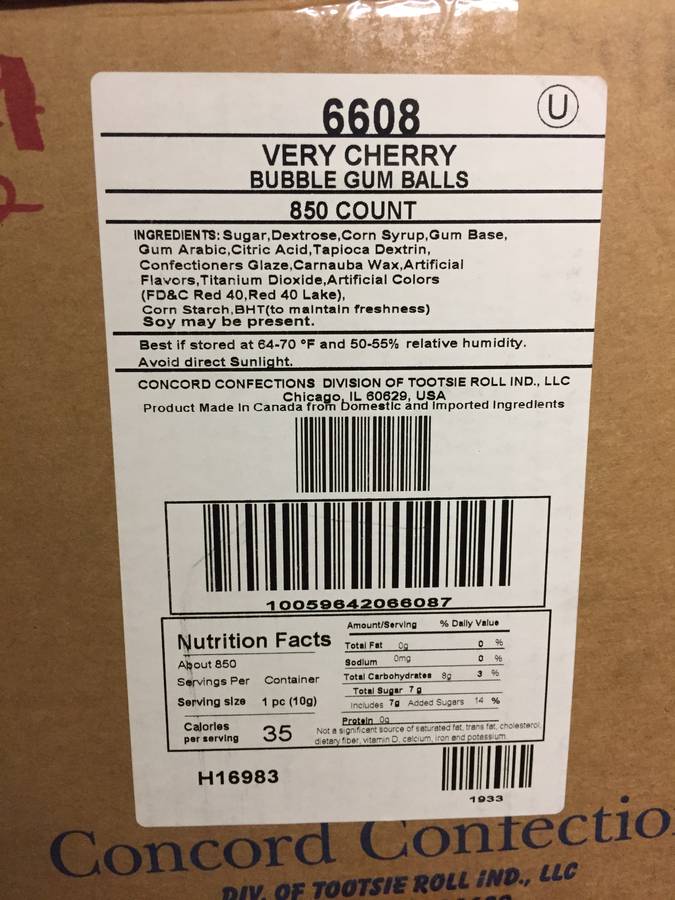 U
6608
VERY CHERRY
BUBBLE GUM BALLS
850 COUNT
INGREDIENTS: Sugar,Dextrose,Corn Syrup,Gum Base,
Gum Arabic,Citric Acid,Tapioca Dextrin,
Confectioners Glaze,Carnauba Wax,Artificial
Flavors,Titanium Dioxide,Artificial Colors
(FD&C Red 40,Red 40 Lake),
Corn Starch,BHT(to maintain freshness)
Soy may be present.
Best if stored at 64-70 °F and 50-55% relative humidity.
Avoid direct Sunlight.
CONCORD CONFECTIONS DIVISION OF TOOTSIE ROLL IND., LLC
Chicago, IL 60629, USA
Product Made In Canada from Domestic and Imported Ingredients
10059642066087
Nutrition Facts
About 850
Servings Per Container
Serving size 1 pc (10g)
Calories
per serving 35
Amount/Serving % Daily Value
Total Fat 0g 0 %
Sodium 0mg 0 %
Total Carbohydrates 8g 3 %
Total Sugar 7g
Includes 7g Added Sugars 14 %
Protein 0g
Not a significant source of saturated fat, trans fat, cholesterol,
dietary fiber, vitamin D, calcium, iron and potassium
H16983
1933
Concord Confectio
DIV. OF TOOTSIE ROLL IND., LLC